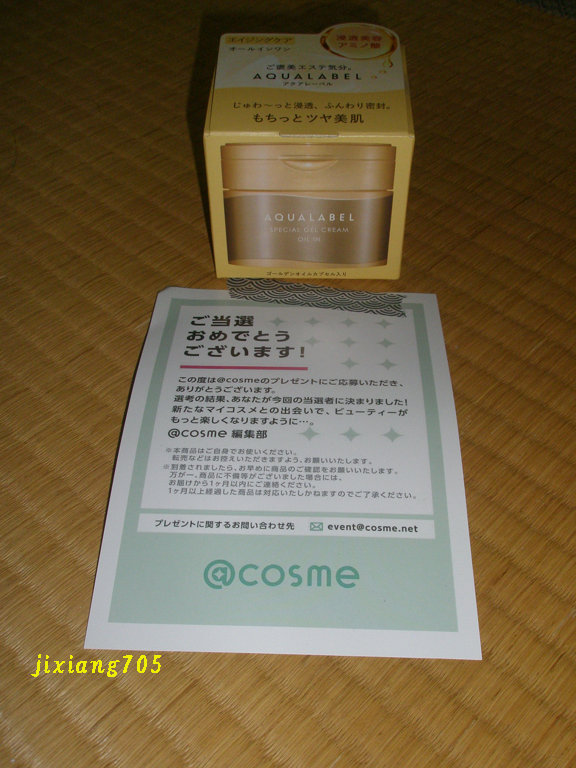 エイジングケア
オールインワン
浸透美容
アミノ酸
ご褒美エステ気分。
AQUALABEL
アクアレーベル
じゅわ～っと浸透、ふんわり密封。
もちっとツヤ美肌
AQUALABEL
SPECIAL GEL CREAM
OIL IN
ゴールデンオイルカプセル入り
ご当選
おめでとう
ございます!
この度は@cosmeのプレゼントにご応募いただき、
ありがとうございます。
選考の結果、あなたが今回の当選者に決まりました!
新たなマイコスメとの出会いで、ビューティーが
もっと楽しくなりますように…。
@cosme 編集部
※本商品はご自身でお使いください。
転売などはお控えいただきますよう、お願いいたします。
※到着されましたら、お早めに商品のご確認をお願いいたします。
万が一、商品に不備等がございました場合には、
お届けから1ヶ月以内にご連絡ください。
1ヶ月以上経過した商品は対応いたしかねますのでご了承ください。
プレゼントに関するお問い合わせ先 event@cosme.net
@cosme
jixiang705